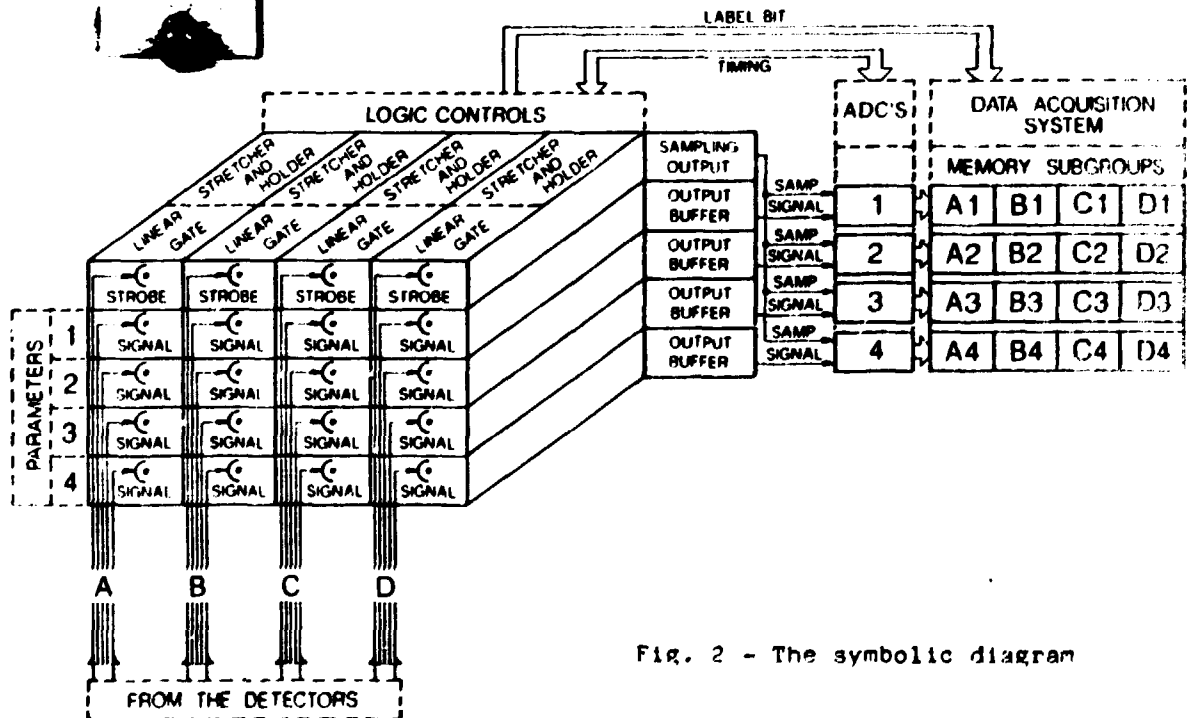 LABEL BIT
TIMING
LOGIC CONTROLS
ADC'S
DATA ACQUISITION
SYSTEM
MEMORY SUBGROUPS
STRETCHER
AND
HOLDER
STRETCHER
AND
HOLDER
STRETCHER
AND
HOLDER
STRETCHER
AND
HOLDER
LINEAR
GATE
LINEAR
GATE
LINEAR
GATE
LINEAR
GATE
SAMPLING
OUTPUT
OUTPUT
BUFFER
OUTPUT
BUFFER
OUTPUT
BUFFER
OUTPUT
BUFFER
SAMP
SIGNAL
SAMP
SIGNAL
SAMP
SIGNAL
SAMP
SIGNAL
1 A1 B1 C1 D1
2 A2 B2 C2 D2
3 A3 B3 C3 D3
4 A4 B4 C4 D4
STROBE STROBE STROBE STROBE
PARAMETERS
1 SIGNAL SIGNAL SIGNAL SIGNAL
2 SIGNAL SIGNAL SIGNAL SIGNAL
3 SIGNAL SIGNAL SIGNAL SIGNAL
4 SIGNAL SIGNAL SIGNAL SIGNAL
A B C D
FROM THE DETECTORS
Fig. 2 - The symbolic diagram